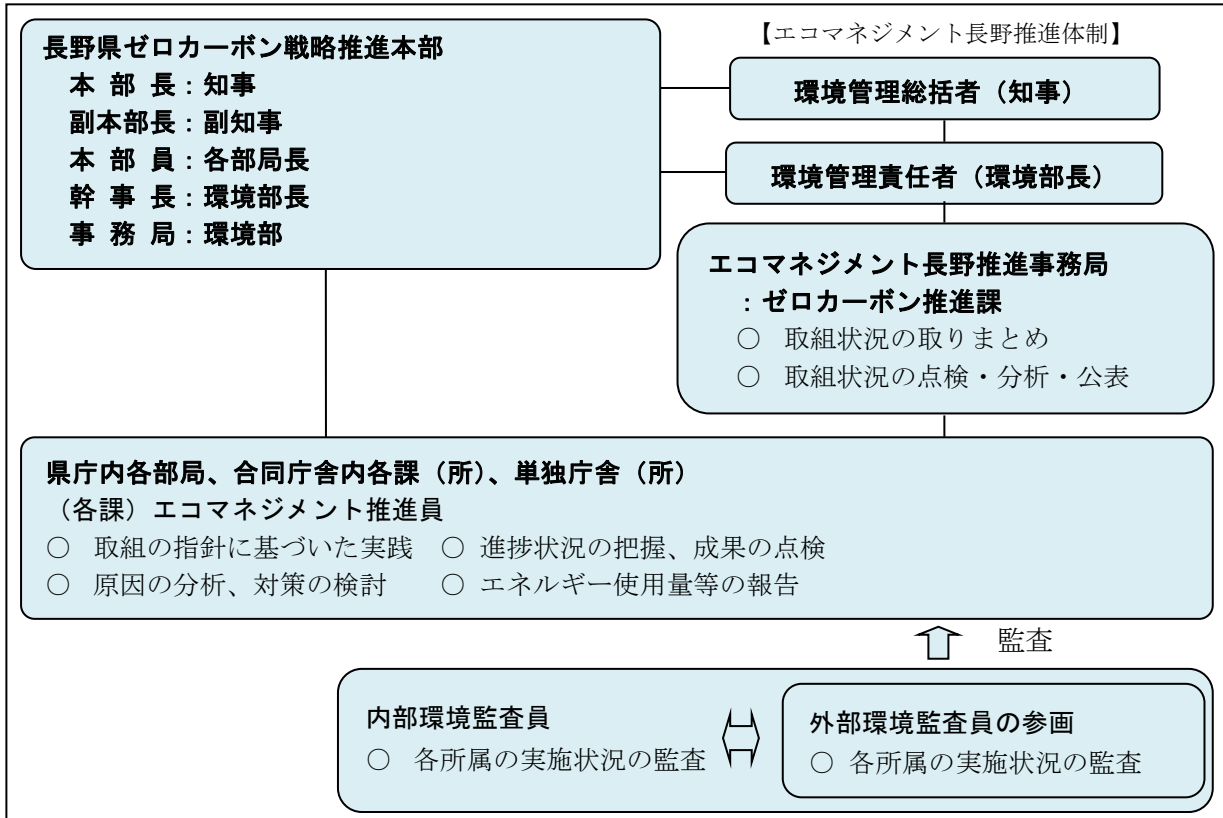 長野県ゼロカーボン戦略推進本部
本 部 長:知事
副本部長:副知事
本 部 員:各部局長
幹 事 長:環境部長
事 務 局:環境部
【エコマネジメント長野推進体制】
環境管理総括者(知事)
環境管理責任者(環境部長)
エコマネジメント長野推進事務局
:ゼロカーボン推進課
○ 取組状況の取りまとめ
○ 取組状況の点検・分析・公表
県庁内各部局、合同庁舎内各課(所)、単独庁舎(所)
(各課)エコマネジメント推進員
○ 取組の指針に基づいた実践 ○ 進捗状況の把握、成果の点検
○ 原因の分析、対策の検討 ○ エネルギー使用量等の報告
監査
内部環境監査員
○ 各所属の実施状況の監査
外部環境監査員の参画
○ 各所属の実施状況の監査